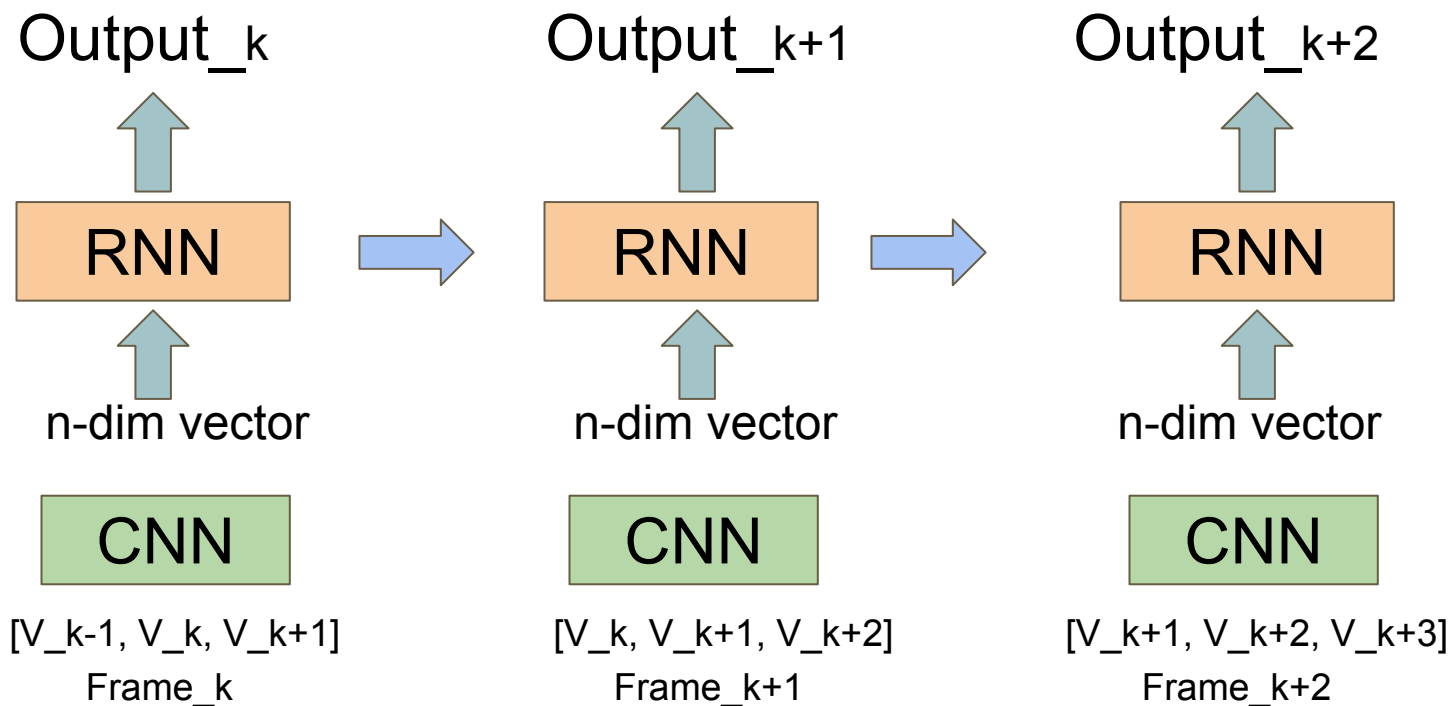 Output_k Output_k+1 Output_k+2
RNN RNN RNN
n-dim vector n-dim vector n-dim vector
CNN CNN CNN
[V_k-1, V_k, V_k+1] [V_k, V_k+1, V_k+2] [V_k+1, V_k+2, V_k+3]
Frame_k Frame_k+1 Frame_k+2